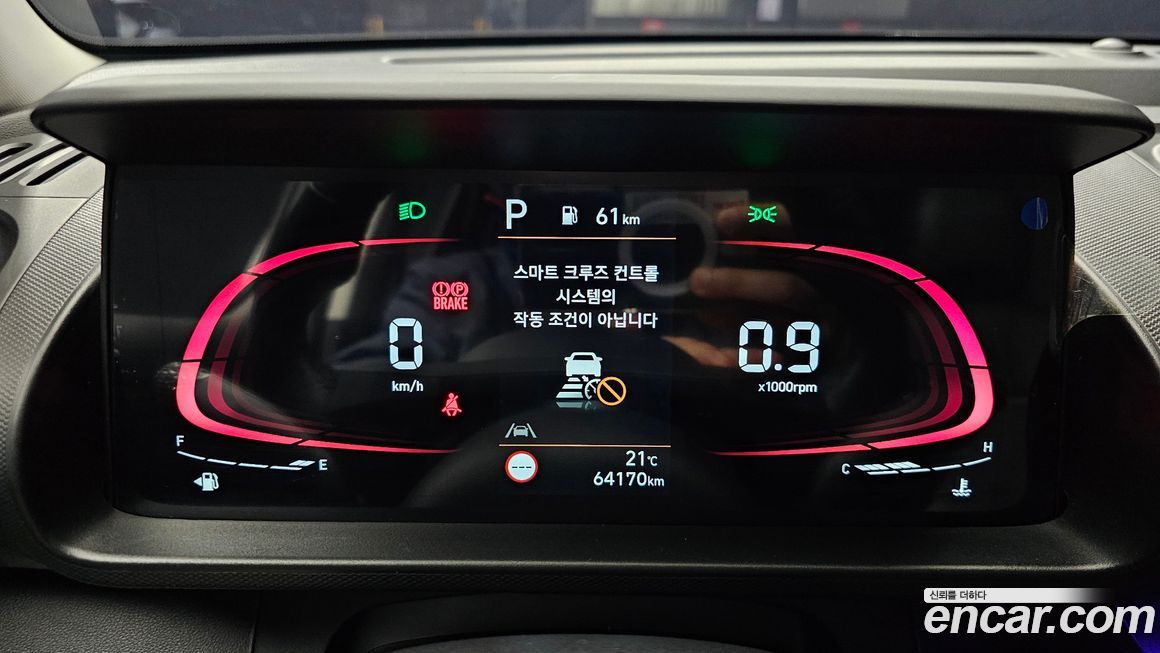 P 61 km
스마트 크루즈 컨트롤
시스템의
작동 조건이 아닙니다
BRAKE
0
km/h
0.9
x1000rpm
F
E
---
21℃
64170 km
C
H
신뢰를 더하다
encar.com